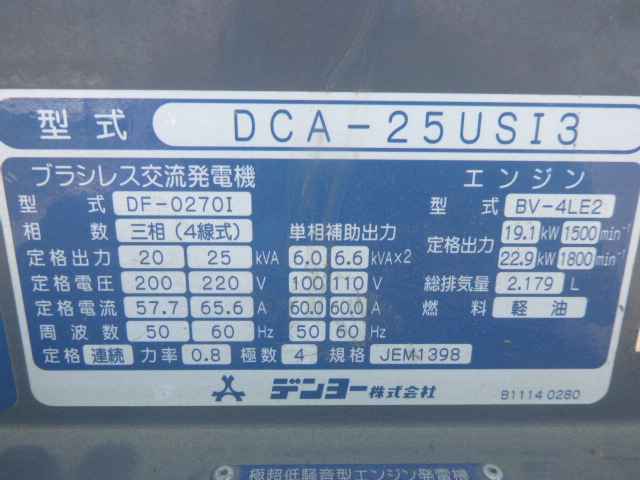 型式 DCA-25USI3
ブラシレス交流発電機 エンジン
型式 DF-0270I 型式 BV-4LE2
相数 三相(4線式) 単相補助出力 定格出力 19.1 kW 1500 min⁻¹
定格出力 20 25 kVA 6.0 6.6 kVA×2 22.9 kW 1800 min⁻¹
定格電圧 200 220 V 100 110 V 総排気量 2.179 L
定格電流 57.7 65.6 A 60.0 60.0 A 燃料 軽油
周波数 50 60 Hz 50 60 Hz
定格 連続 力率 0.8 極数 4 規格 JEM1398
デンヨー株式会社 B1114 0280
極超低騒音型エンジン発電機